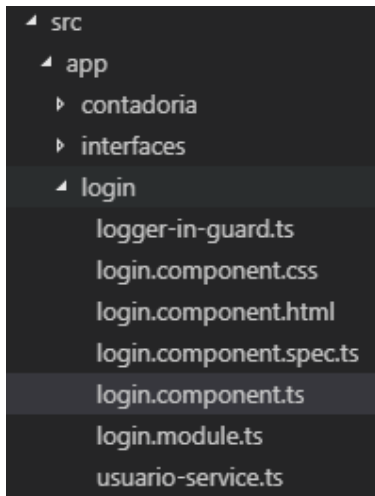 src
app
contadoria
interfaces
login
logger-in-guard.ts
login.component.css
login.component.html
login.component.spec.ts
login.component.ts
login.module.ts
usuario-service.ts